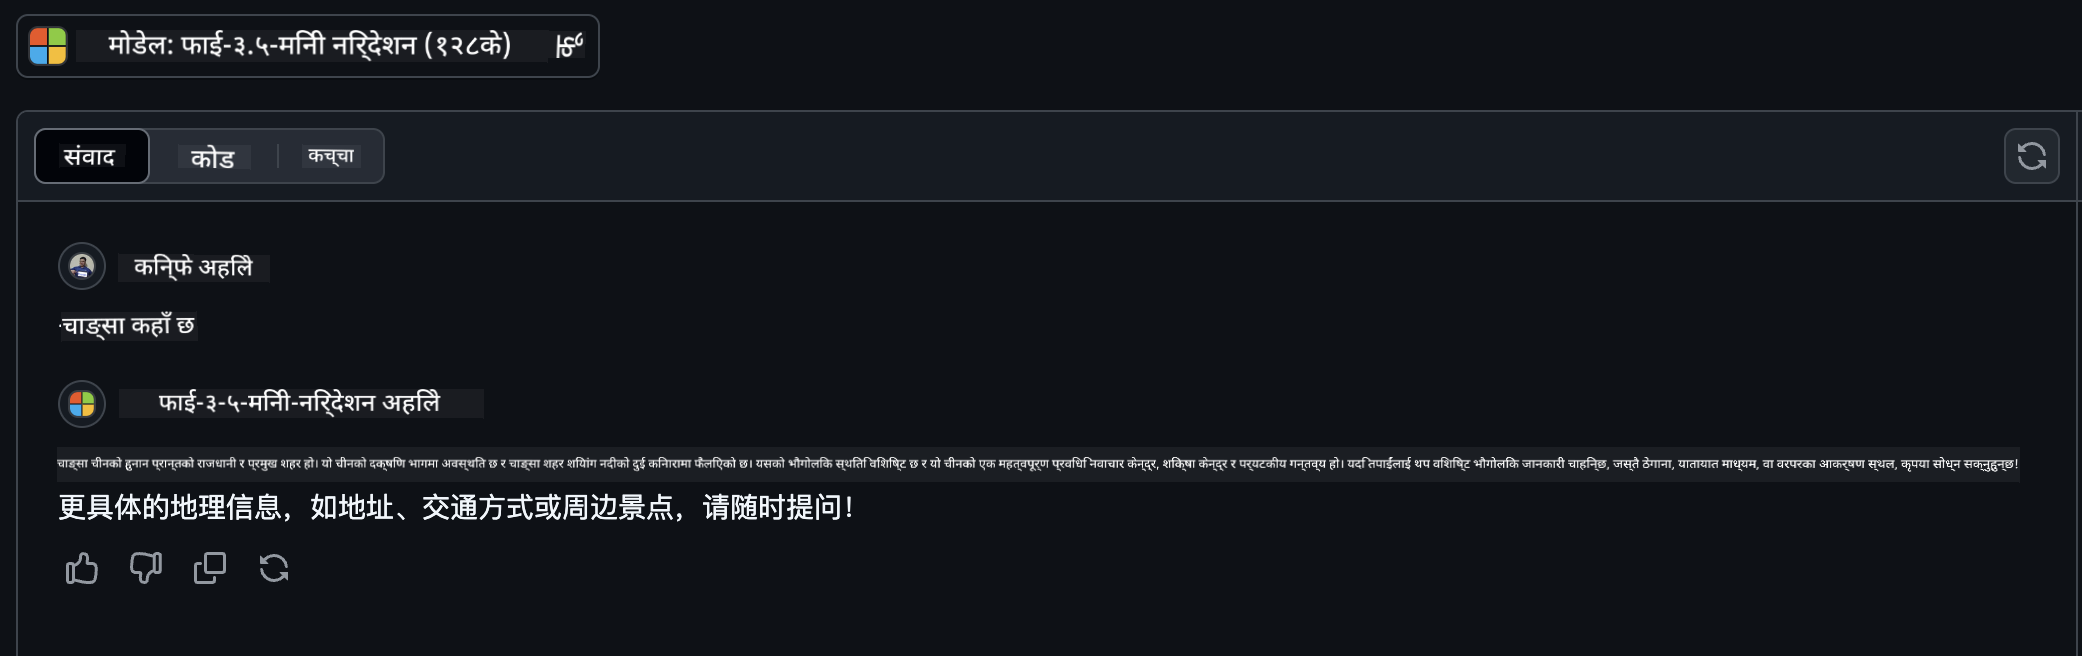 मोडेल: फाई-३.५-मिनी निर्देशन (१२८के)
संवाद कोड कच्चा
किन्फे अहिले
चाङ्सा कहाँ छ
फाई-३-५-मिनी-निर्देशन अहिले
चाङ्सा चीनको हुनान प्रान्तको राजधानी र प्रमुख शहर हो। यो चीनको दक्षिण भागमा अवस्थित छ र चाङ्सा शहर शियांग नदीको दुई किनारामा फैलिएको छ। यसको भौगोलिक स्थिति विशिष्ट छ र यो चीनको एक महत्वपूर्ण प्रविधि नवाचार केन्द्र, शिक्षा केन्द्र र पर्यटकीय गन्तव्य हो। यदि तपाईंलाई थप विशिष्ट भौगोलिक जानकारी चाहिन्छ, जस्तै ठेगाना, यातायात माध्यम, वा वरपरका आकर्षण स्थल, कृपया सोध्न सक्नुहुन्छ!
更具体的地理信息，如地址、交通方式或周边景点，请随时提问！